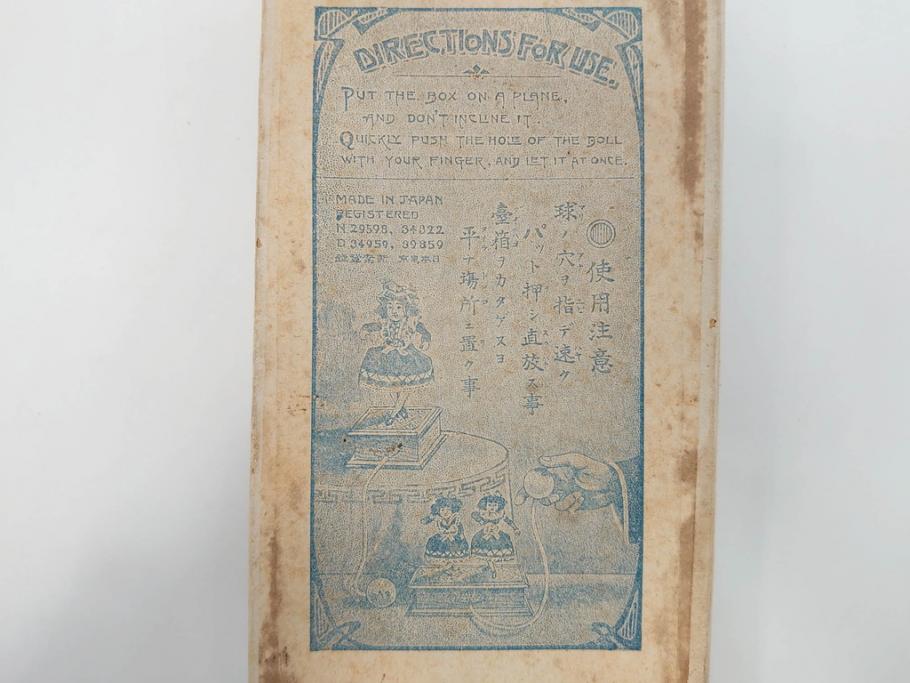 DIRECTIONS FOR USE.
PUT THE BOX ON A PLANE,
AND DON'T INCLINE IT.
QUICKLY PUSH THE HOLE OF THE BOLL
WITH YOUR FINGER, AND LET IT AT ONCE.
MADE IN JAPAN
REGISTERED
N 29598, 34822
D 34959, 39859
使用注意
球ノ穴ヲ指デ速ク
パット押シ直放ス事
臺箱ヲカタゲスヨ
平ナ場所ニ置ク事